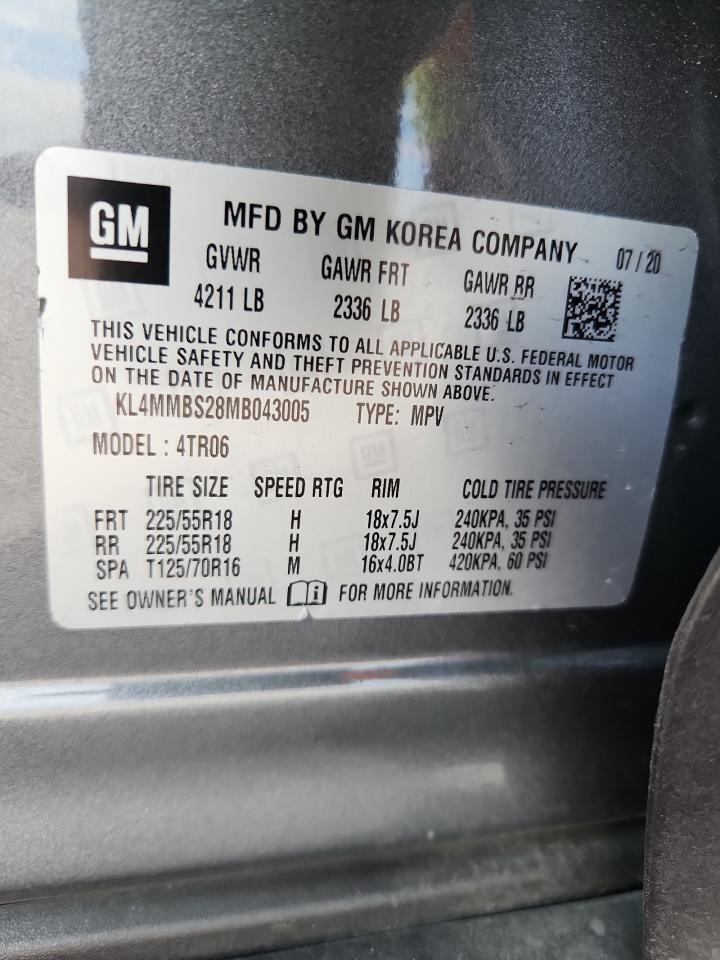 GM MFD BY GM KOREA COMPANY 07/20
GVWR GAWR FRT GAWR RR
4211 LB 2336 LB 2336 LB
THIS VEHICLE CONFORMS TO ALL APPLICABLE U.S. FEDERAL MOTOR
VEHICLE SAFETY AND THEFT PREVENTION STANDARDS IN EFFECT
ON THE DATE OF MANUFACTURE SHOWN ABOVE.
KL4MMBS28MB043005 TYPE: MPV
MODEL : 4TR06
TIRE SIZE SPEED RTG RIM COLD TIRE PRESSURE
FRT 225/55R18 H 18x7.5J 240KPA, 35 PSI
RR 225/55R18 H 18x7.5J 240KPA, 35 PSI
SPA T125/70R16 M 16x4.0BT 420KPA, 60 PSI
SEE OWNER'S MANUAL i FOR MORE INFORMATION.